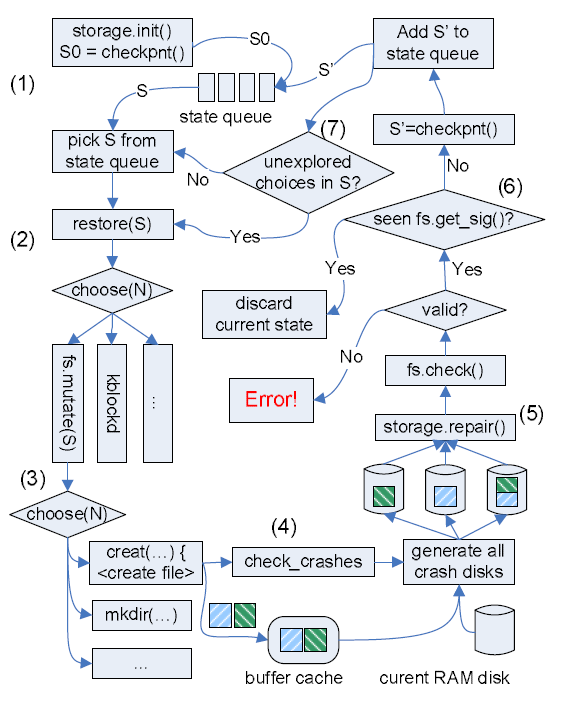 storage.init()
S0 = checkpnt()
S0
S'
Add S' to
state queue
(1)
S
state queue
pick S from
state queue
No
(7)
unexplored
choices in S?
S'=checkpnt()
No
(6)
restore(S)
Yes
seen fs.get_sig()?
(2)
choose(N)
Yes
Yes
discard
current state
valid?
fs.mutate(S)
kblockd
...
No
fs.check()
Error!
(5)
storage.repair()
(3)
choose(N)
(4)
creat(...) {
<create file>
check_crashes
generate all
crash disks
mkdir(...)
...
buffer cache
curent RAM disk